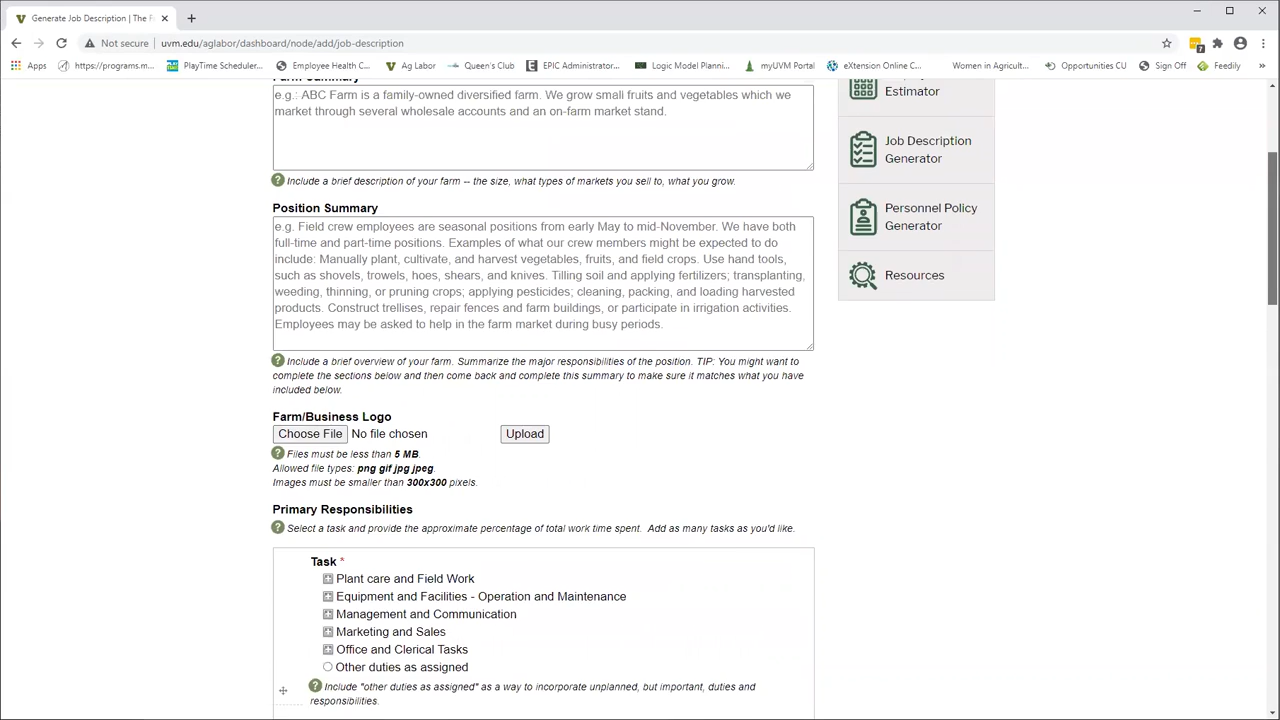 Generate Job Description | The F
Not secure
uvm.edu/aglabor/dashboard/node/add/job-description
Apps
https://programs.m...
PlayTime Scheduler...
Employee Health C...
Ag Labor
Queen's Club
EPIC Administrator...
Logic Model Planni...
myUVM Portal
eXtension Online C...
Women in Agricultu...
Opportunities CU
Sign Off
Feedily
»
Farm Summary
e.g.: ABC Farm is a family-owned diversified farm. We grow small fruits and vegetables which we
market through several wholesale accounts and an on-farm market stand.
Include a brief description of your farm -- the size, what types of markets you sell to, what you grow.
Position Summary
e.g. Field crew employees are seasonal positions from early May to mid-November. We have both
full-time and part-time positions. Examples of what our crew members might be expected to do
include: Manually plant, cultivate, and harvest vegetables, fruits, and field crops. Use hand tools,
such as shovels, trowels, hoes, shears, and knives. Tilling soil and applying fertilizers; transplanting,
weeding, thinning, or pruning crops; applying pesticides; cleaning, packing, and loading harvested
products. Construct trellises, repair fences and farm buildings, or participate in irrigation activities.
Employees may be asked to help in the farm market during busy periods.
Include a brief overview of your farm. Summarize the major responsibilities of the position. TIP: You might want to
complete the sections below and then come back and complete this summary to make sure it matches what you have
included below.
Farm/Business Logo
Choose File No file chosen
Upload
Files must be less than 5 MB.
Allowed file types: png gif jpg jpeg.
Images must be smaller than 300x300 pixels.
Primary Responsibilities
Select a task and provide the approximate percentage of total work time spent. Add as many tasks as you'd like.
Task *
Plant care and Field Work
Equipment and Facilities - Operation and Maintenance
Management and Communication
Marketing and Sales
Office and Clerical Tasks
Other duties as assigned
Include "other duties as assigned" as a way to incorporate unplanned, but important, duties and
responsibilities.
Estimator
Job Description
Generator
Personnel Policy
Generator
Resources